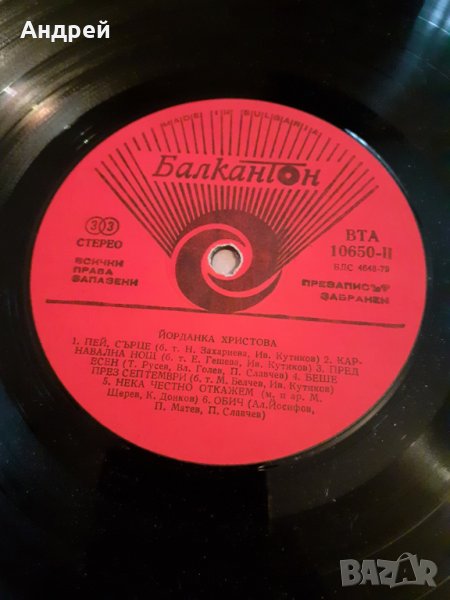 Андрей
MADE IN BULGARIA
Балкантон
33
СТЕРЕО
ВСИЧКИ
ПРАВА
ЗАПАЗЕНИ
ВТА
10650-II
БДС 4648-79
ПРЕЗАПИСЪТ
ЗАБРАНЕН
ЙОРДАНКА ХРИСТОВА
1. ПЕЙ, СЪРЦЕ (б. т. Н. Захариева, Ив. Кутиков) 2. КАР-
НАВАЛНА НОЩ (б. т. Е. Гешева, Ив. Кутиков) 3. ПРЕД
ЕСЕН (Т. Русев, Вл. Голев, П. Славчев) 4. БЕШЕ
ПРЕЗ СЕПТЕМВРИ (б. т. М. Белчев, Ив. Кутиков)
5. НЕКА ЧЕСТНО ОТКАЖЕМ (м. и ар. М.
Щерев, К. Донков) 6. ОБИЧ (Ал. Йосифов,
П. Матев, П. Славчев)
BAZAR